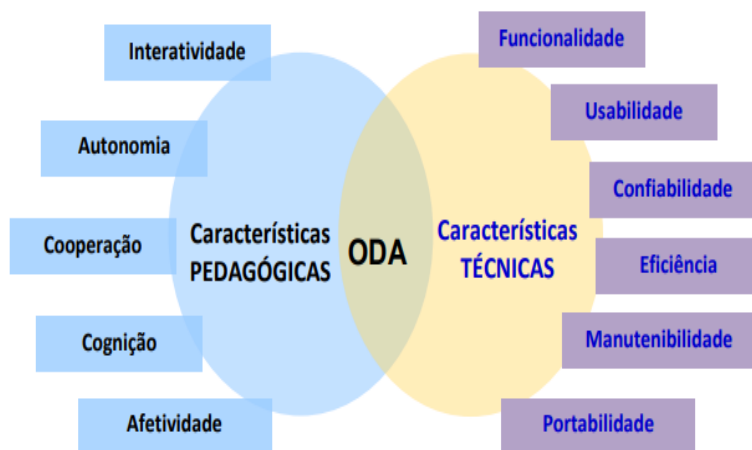 Interatividade
Autonomia
Cooperação
Cognição
Afetividade
Características
PEDAGÓGICAS
ODA
Características
TÉCNICAS
Funcionalidade
Usabilidade
Confiabilidade
Eficiência
Manutenibilidade
Portabilidade